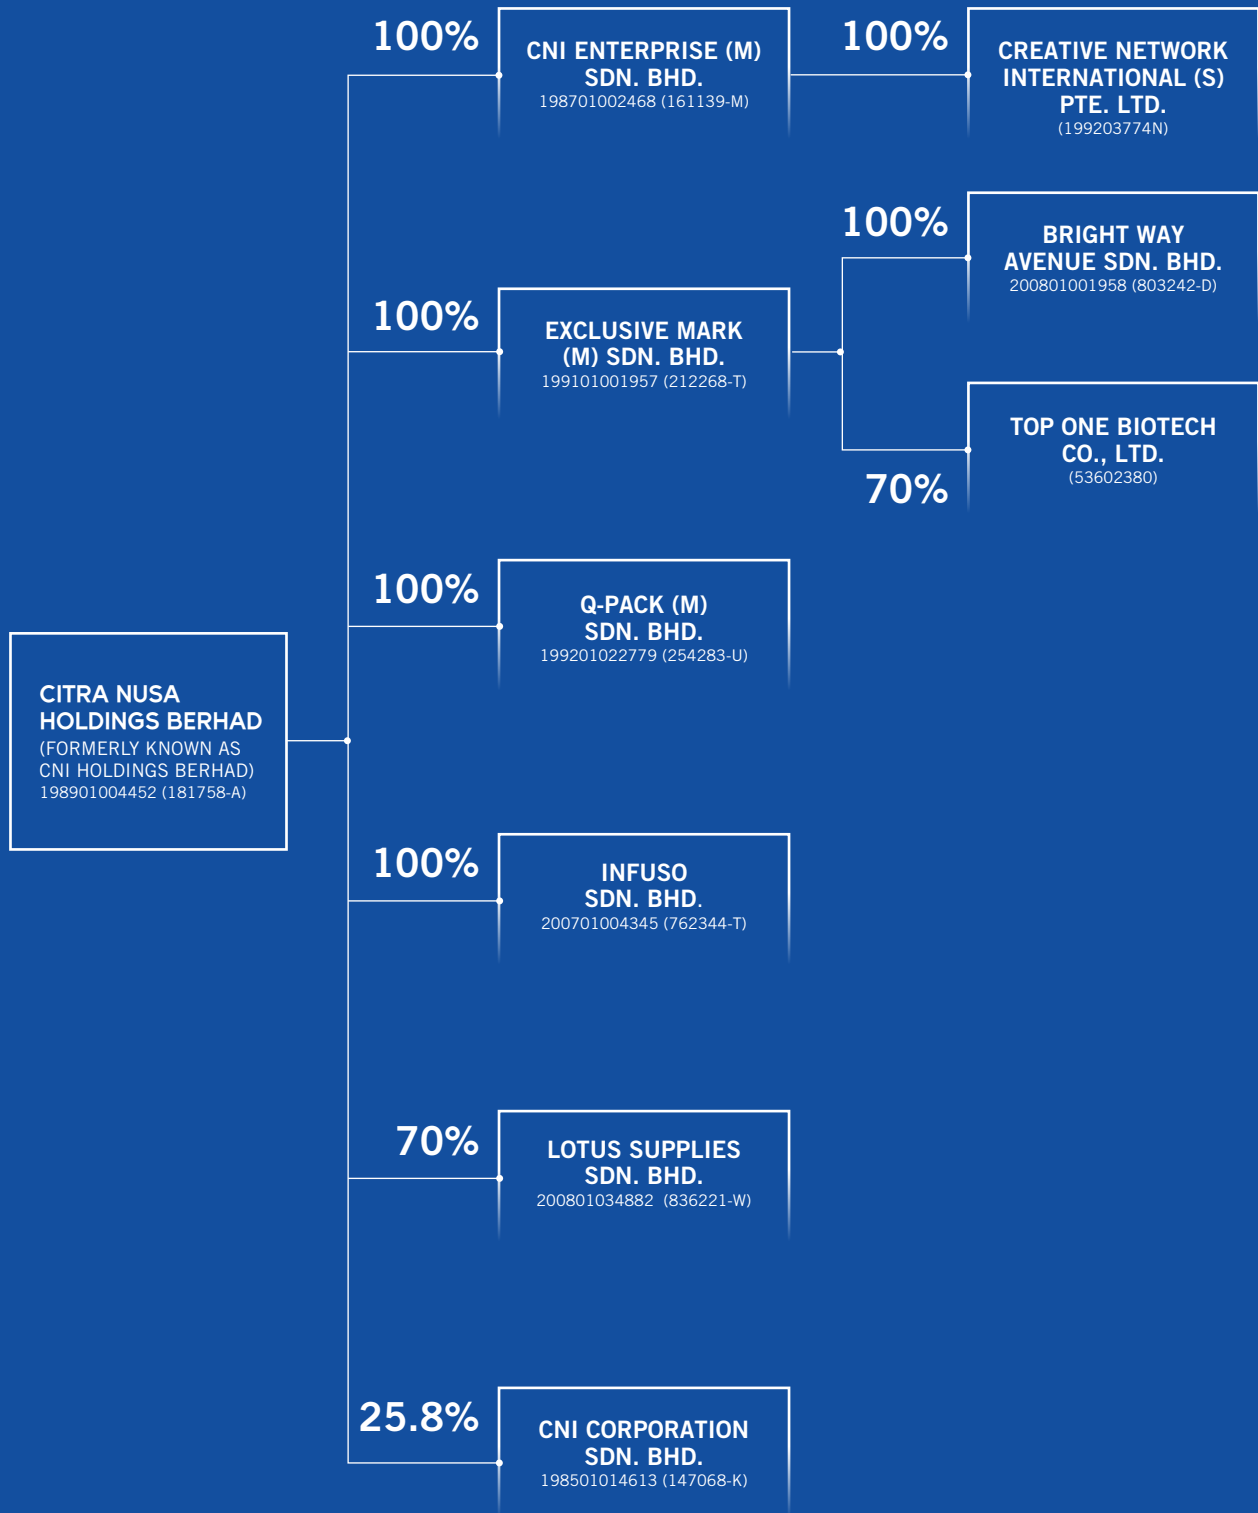 CITRA NUSA
HOLDINGS BERHAD
(FORMERLY KNOWN AS
CNI HOLDINGS BERHAD)
198901004452 (181758-A)
100%
CNI ENTERPRISE (M)
SDN. BHD.
198701002468 (161139-M)
100%
CREATIVE NETWORK
INTERNATIONAL (S)
PTE. LTD.
(199203774N)
100%
EXCLUSIVE MARK
(M) SDN. BHD.
199101001957 (212268-T)
100%
BRIGHT WAY
AVENUE SDN. BHD.
200801001958 (803242-D)
70%
TOP ONE BIOTECH
CO., LTD.
(53602380)
100%
Q-PACK (M)
SDN. BHD.
199201022779 (254283-U)
100%
INFUSO
SDN. BHD.
200701004345 (762344-T)
70%
LOTUS SUPPLIES
SDN. BHD.
200801034882 (836221-W)
25.8%
CNI CORPORATION
SDN. BHD.
198501014613 (147068-K)